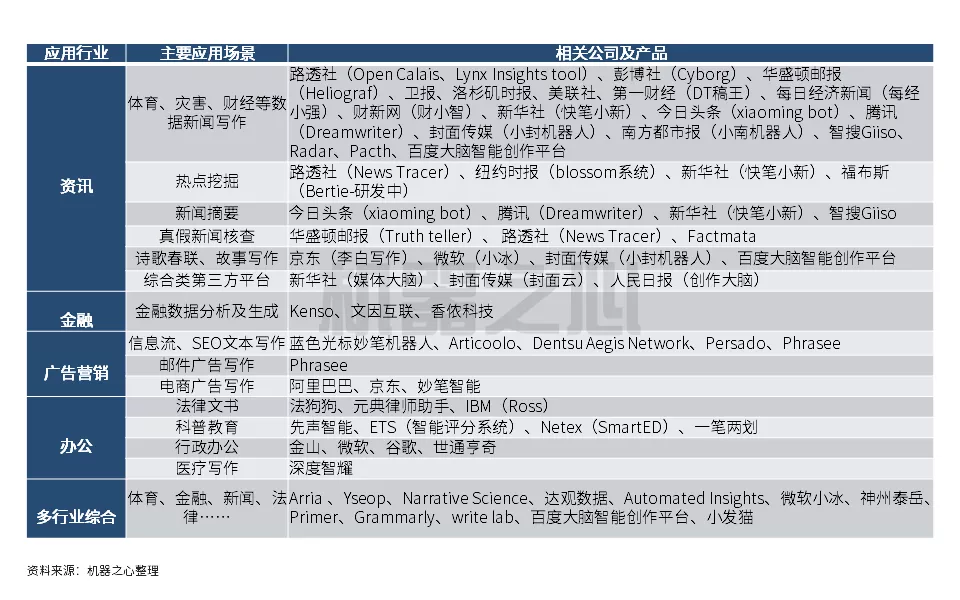 应用行业 主要应用场景 相关公司及产品
资讯
体育、灾害、财经等数
据新闻写作
路透社（Open Calais、Lynx Insights tool）、彭博社（Cyborg）、华盛顿邮报
（Heliograf）、卫报、洛杉矶时报、美联社、第一财经（DT稿王）、每日经济新闻（每经
小强）、财新网（财小智）、新华社（快笔小新）、今日头条（xiaoming bot）、腾讯
（Dreamwriter）、封面传媒（小封机器人）、南方都市报（小南机器人）、智搜Giiso、
Radar、Pacth、百度大脑智能创作平台
热点挖掘
路透社（News Tracer）、纽约时报（blossom系统）、新华社（快笔小新）、福布斯
（Bertie-研发中）
新闻摘要 今日头条（xiaoming bot）、腾讯（Dreamwriter）、新华社（快笔小新）、智搜Giiso
真假新闻核查 华盛顿邮报（Truth teller）、 路透社（News Tracer）、Factmata
诗歌春联、故事写作 京东（李白写作）、微软（小冰）、封面传媒（小封机器人）、百度大脑智能创作平台
综合类第三方平台 新华社（媒体大脑）、封面传媒（封面云）、人民日报（创作大脑）
金融 金融数据分析及生成 Kenso、文因互联、香侬科技
广告营销
信息流、SEO文本写作 蓝色光标妙笔机器人、Articoolo、Dentsu Aegis Network、Persado、Phrasee
邮件广告写作 Phrasee
电商广告写作 阿里巴巴、京东、妙笔智能
办公
法律文书 法狗狗、元典律师助手、IBM（Ross）
科普教育 先声智能、ETS（智能评分系统）、Netex（SmartED）、一笔两划
行政办公 金山、微软、谷歌、世通亨奇
医疗写作 深度智耀
多行业综合
体育、金融、新闻、法
律……
Arria 、Yseop、Narrative Science、达观数据、Automated Insights、微软小冰、神州泰岳、
Primer、Grammarly、write lab、百度大脑智能创作平台、小发猫
机器之心
资料来源：机器之心整理